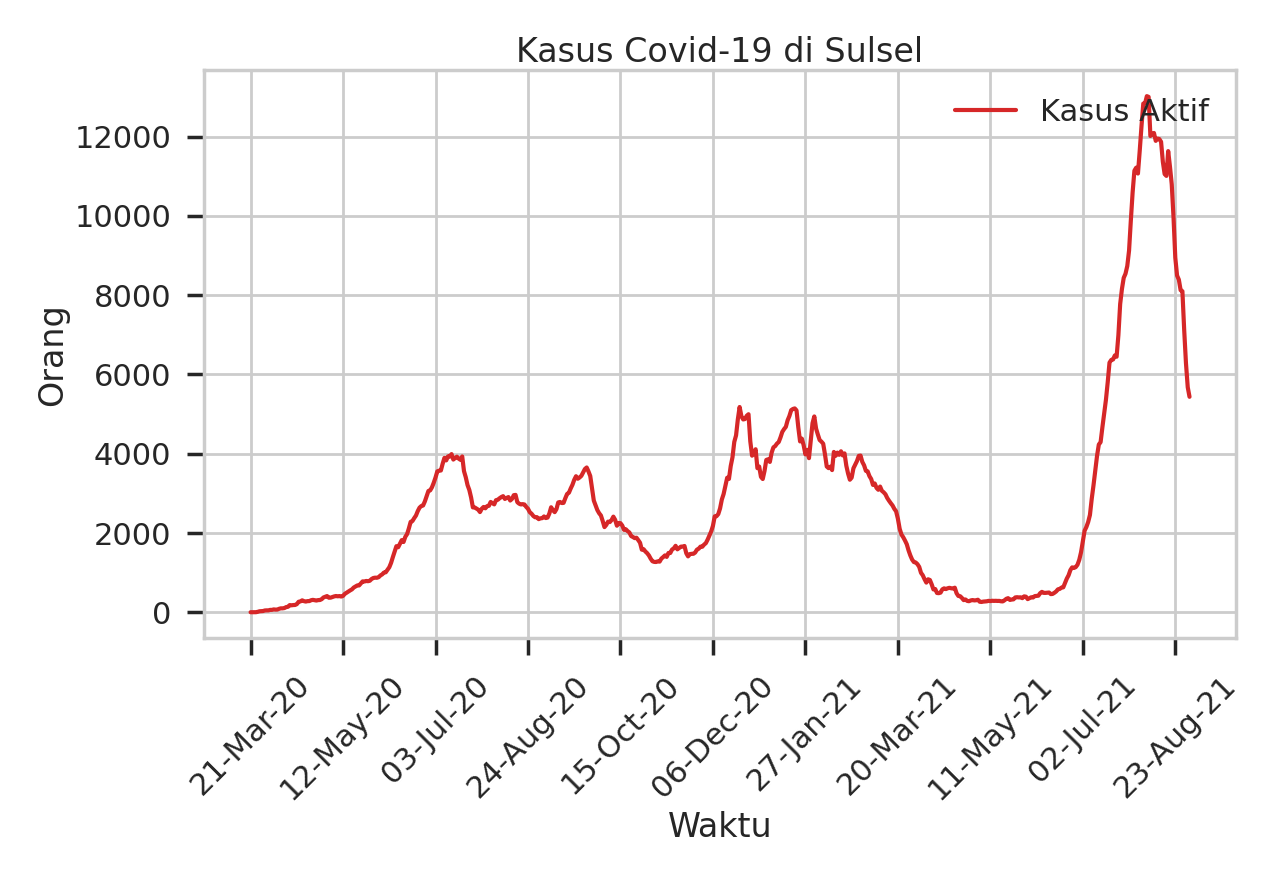 Kasus Covid-19 di Sulsel
Kasus Aktif
12000
10000
8000
6000
4000
2000
0
Orang
21-Mar-20
12-May-20
03-Jul-20
24-Aug-20
15-Oct-20
06-Dec-20
27-Jan-21
20-Mar-21
11-May-21
02-Jul-21
23-Aug-21
Waktu